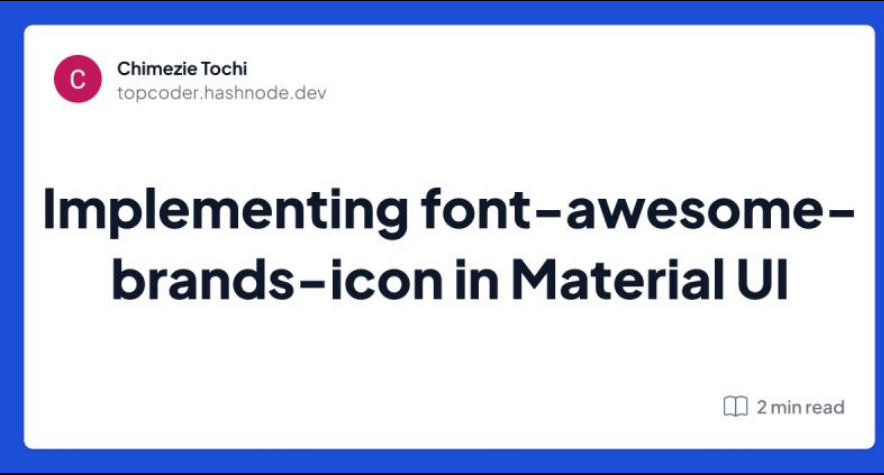 C
Chimezie Tochi
topcoder.hashnode.dev
Implementing font-awesome-
brands-icon in Material UI
2 min read